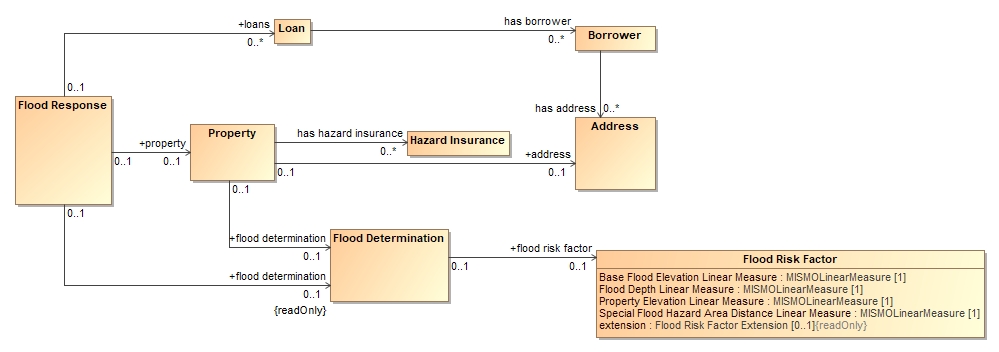 +loans
0..*
Loan
has borrower
0..*
Borrower
0..1
Flood Response
has address
0..*
Address
+property
0..1
0..1
Property
has hazard insurance
0..*
Hazard Insurance
+address
0..1
0..1
0..1
0..1
+flood determination
0..1
Flood Determination
+flood determination
0..1
{readOnly}
+flood risk factor
0..1
0..1
Flood Risk Factor
Base Flood Elevation Linear Measure : MISMOLinearMeasure [1]
Flood Depth Linear Measure : MISMOLinearMeasure [1]
Property Elevation Linear Measure : MISMOLinearMeasure [1]
Special Flood Hazard Area Distance Linear Measure : MISMOLinearMeasure [1]
extension : Flood Risk Factor Extension [0..1]{readOnly}